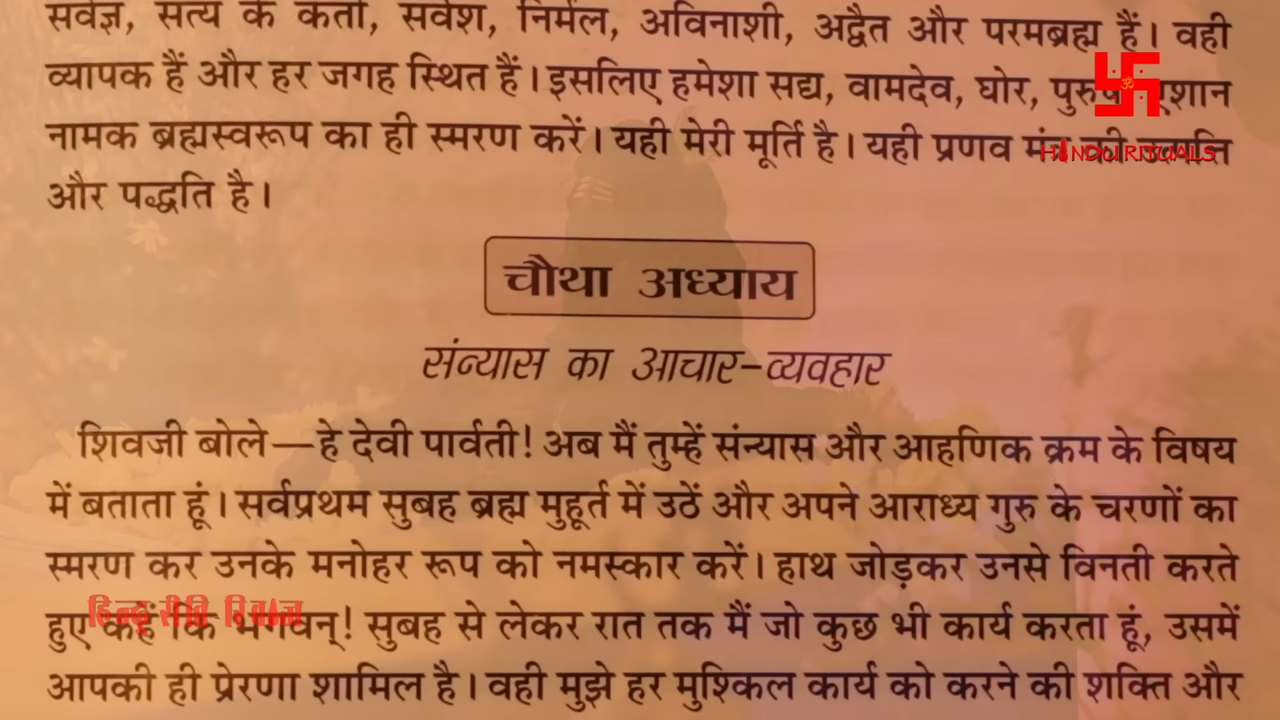 सर्वज्ञ, सत्य के कर्ता, सर्वेश, निर्मल, अविनाशी, अद्वैत और परमब्रह्म हैं। वही
व्यापक हैं और हर जगह स्थित हैं। इसलिए हमेशा सद्य, वामदेव, घोर, पुरुष
नामक ब्रह्मस्वरूप का ही स्मरण करें। यही मेरी मूर्ति है। यही प्रणव मंत्र की उत्पत्ति
ॐ
HINDU RITUALS
और पद्धति है।
चौथा अध्याय
संन्यास का आचार-व्यवहार
शिवजी बोले—हे देवी पार्वती! अब मैं तुम्हें संन्यास और आहणिक क्रम के विषय
में बताता हूं। सर्वप्रथम सुबह ब्रह्म मुहूर्त में उठें और अपने आराध्य गुरु के चरणों का
स्मरण कर उनके मनोहर रूप को नमस्कार करें। हाथ जोड़कर उनसे विनती करते
हुए कहें कि भगवन्! सुबह से लेकर रात तक मैं जो कुछ भी कार्य करता हूं, उसमें
हिन्दू रीति रिवाज
आपकी ही प्रेरणा शामिल है। वही मुझे हर मुश्किल कार्य को करने की शक्ति और